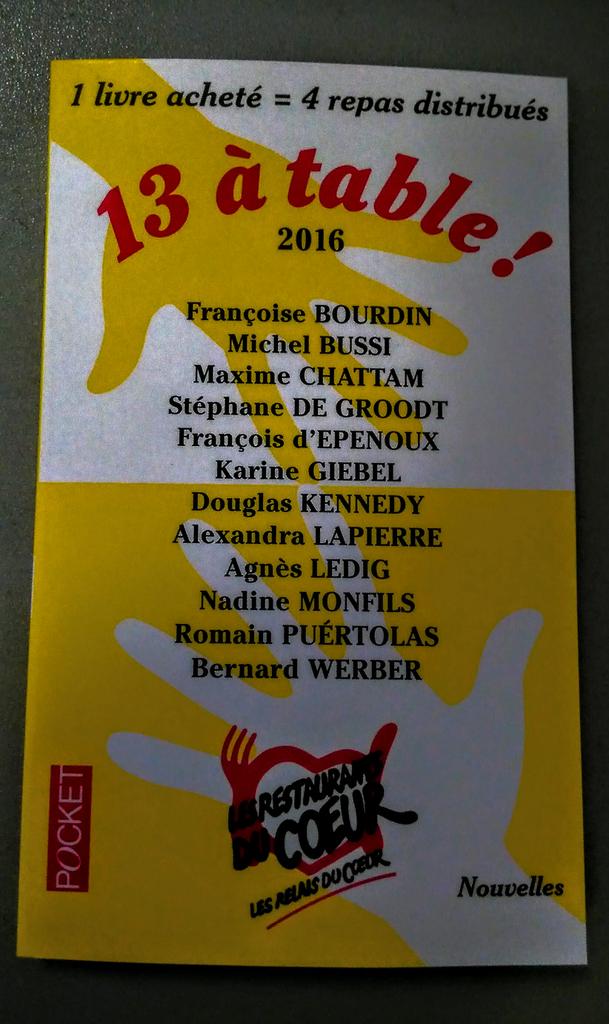 1 livre acheté = 4 repas distribués
13 à table !
2016
Françoise BOURDIN
Michel BUSSI
Maxime CHATTAM
Stéphane DE GROODT
François d'EPENOUX
Karine GIEBEL
Douglas KENNEDY
Alexandra LAPIERRE
Agnès LEDIG
Nadine MONFILS
Romain PUÉRTOLAS
Bernard WERBER
LES RESTAURANTS
DU COEUR
LES RELAIS DU COEUR
POCKET
Nouvelles